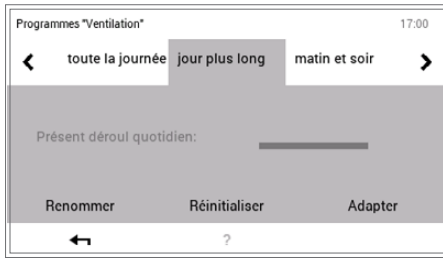 Programmes "Ventilation" 17:00
toute la journée jour plus long matin et soir
Présent déroul quotidien:
Renommer Réinitialiser Adapter
?